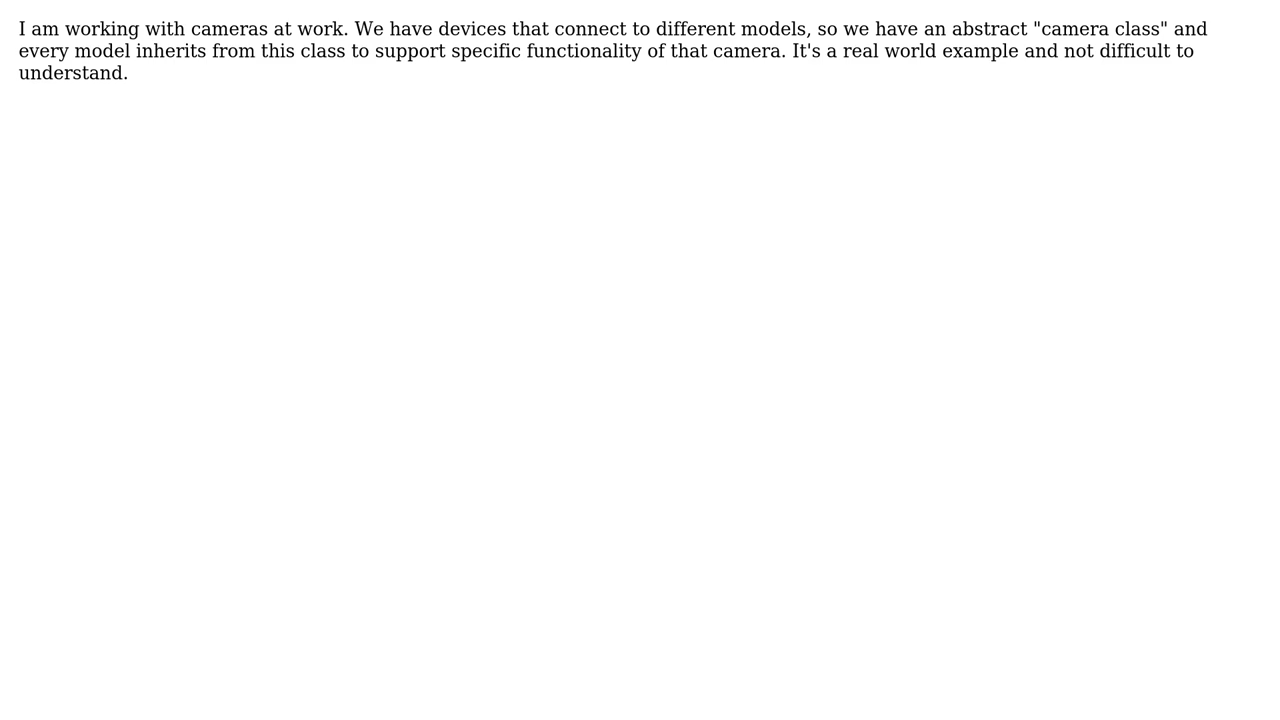 I am working with cameras at work. We have devices that connect to different models, so we have an abstract "camera class" and
every model inherits from this class to support specific functionality of that camera. It's a real world example and not difficult to
understand.